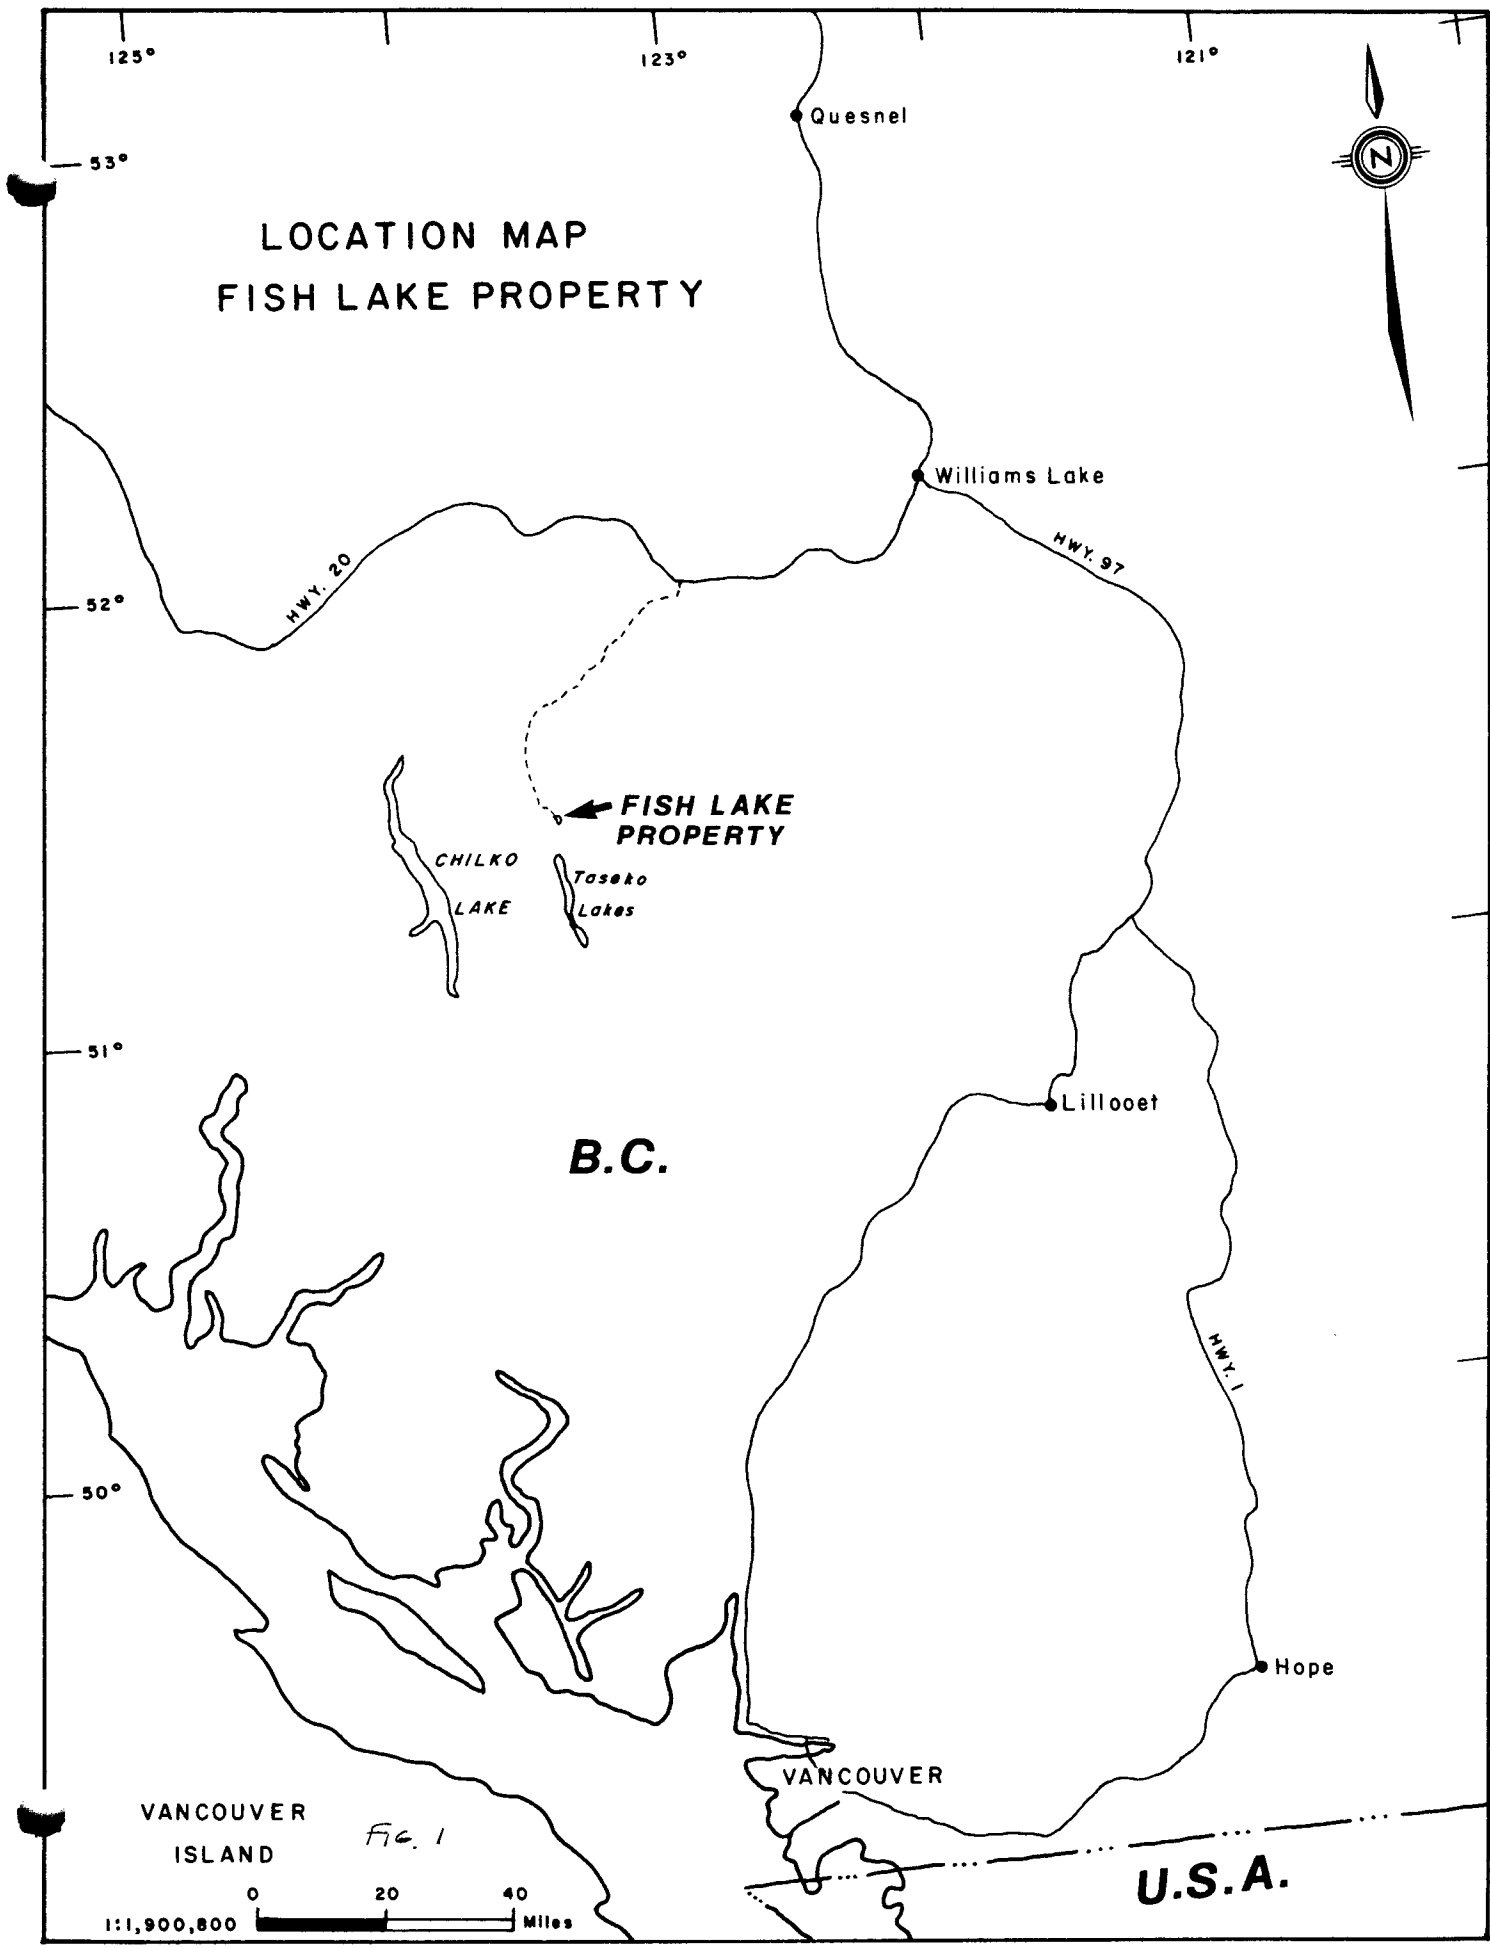 125°
123°
121°
Quesnel
53°
N
LOCATION MAP
FISH LAKE PROPERTY
Williams Lake
HWY. 97
HWY. 20
52°
FISH LAKE
PROPERTY
CHILKO
LAKE
Taseko
Lakes
51°
Lillooet
B.C.
HWY. 1
50°
Hope
VANCOUVER
VANCOUVER
ISLAND
FIG. 1
U.S.A.
0 20 40
1:1,900,800 Miles